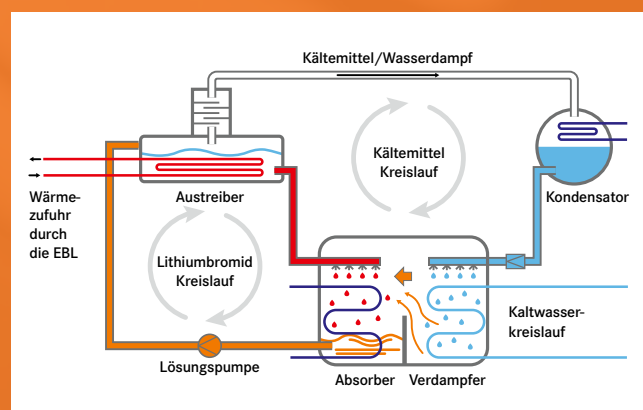 Kältemittel/Wasserdampf
Kältemittel
Kreislauf
Wärme-
zufuhr
durch
die EBL
Austreiber
Kondensator
Lithiumbromid
Kreislauf
Kaltwasser-
kreislauf
Lösungspumpe
Absorber
Verdampfer